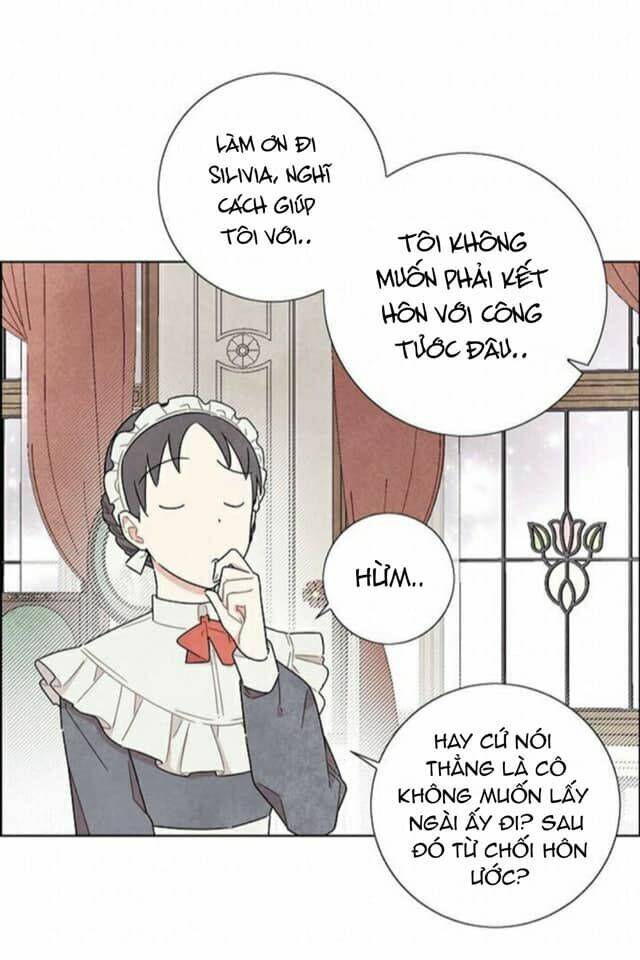 LÀM ƠN ĐI
SILIVIA, NGHĨ
CÁCH GIÚP
TÔI VỚI..
TÔI KHÔNG
MUỐN PHẢI KẾT
HÔN VỚI CÔNG
TƯỚC ĐÂU..
HỪM..
HAY CỨ NÓI
THẲNG LÀ CÔ
KHÔNG MUỐN LẤY
NGÀI ẤY ĐI? SAU
ĐÓ TỪ CHỐI HÔN
ƯỚC?